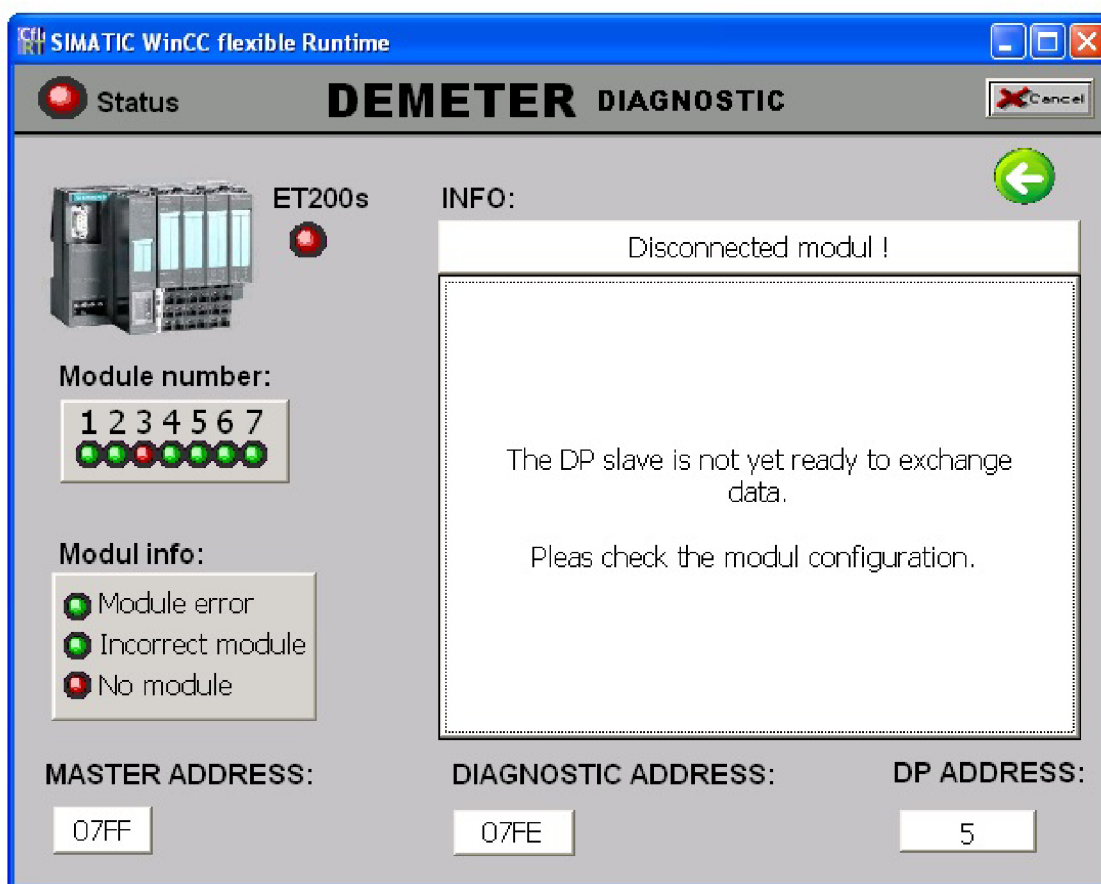 SIMATIC WinCC flexible Runtime
Status
DEMETER DIAGNOSTIC
Cancel
ET200s
INFO:
Disconnected modul !
The DP slave is not yet ready to exchange
data.
Pleas check the modul configuration.
Module number:
1 2 3 4 5 6 7
Modul info:
Module error
Incorrect module
No module
MASTER ADDRESS:
07FF
DIAGNOSTIC ADDRESS:
07FE
DP ADDRESS:
5